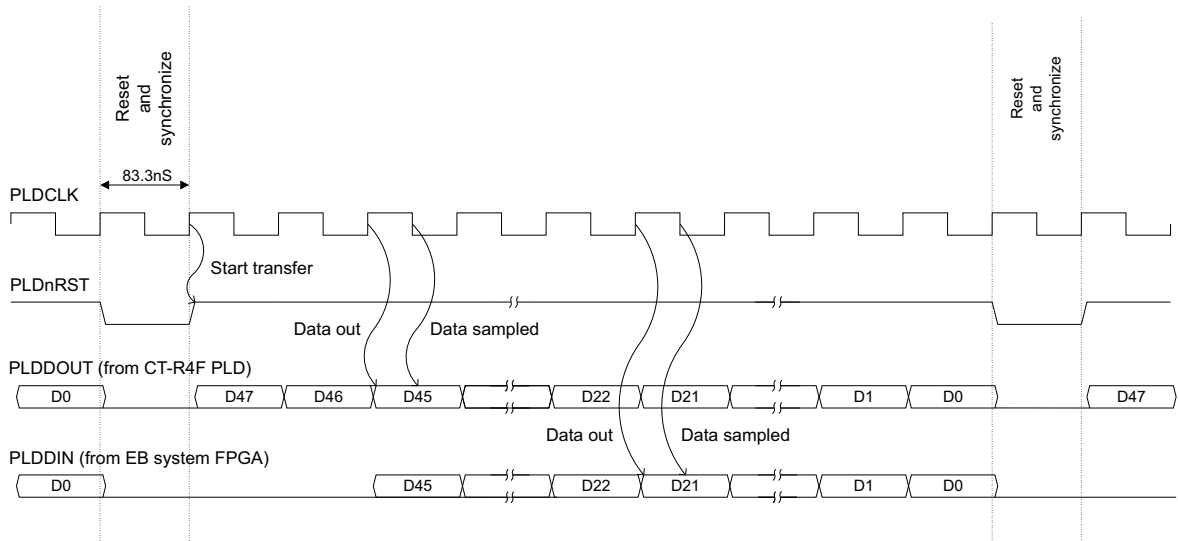 Reset
and
synchronize
Reset
and
synchronize
83.3nS
PLDCLK
Start transfer
PLDnRST
Data out
Data sampled
PLDDOUT (from CT-R4F PLD)
D0 D47 D46 D45 D22 D21 D1 D0 D47
Data out
Data sampled
PLDDIN (from EB system FPGA)
D0 D45 D22 D21 D1 D0